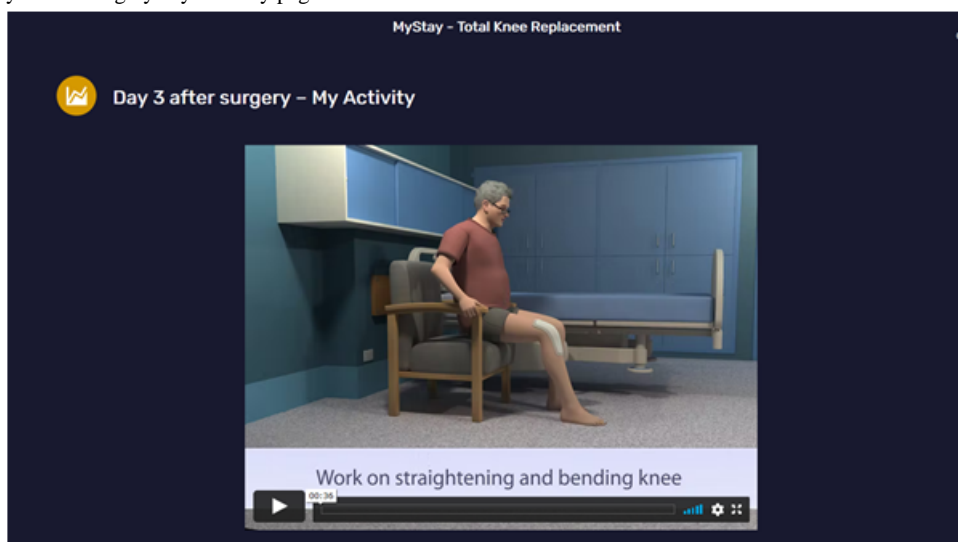 MyStay – Total Knee Replacement
Day 3 after surgery – My Activity
Work on straightening and bending knee
00:36